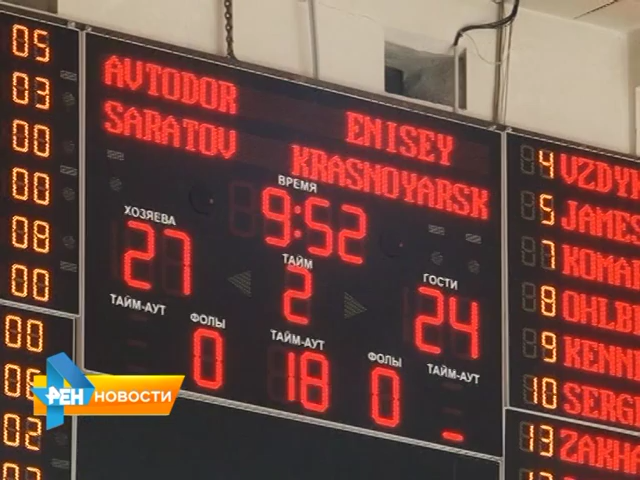 05
03
00
00
08
00
00
06
02
AVTODOR
SARATOV
ENISEY
KRASNOYARSK
ВРЕМЯ
9:52
ХОЗЯЕВА
27
ТАЙМ
2
ГОСТИ
24
ТАЙМ-АУТ
ФОЛЫ
0
ТАЙМ-АУТ
18
ФОЛЫ
0
ТАЙМ-АУТ
4 VZDY
5 JAMES
7 KOMA
8 OHLB
9 KENN
10 SERG
13 ZAKHA
РЕН НОВОСТИ